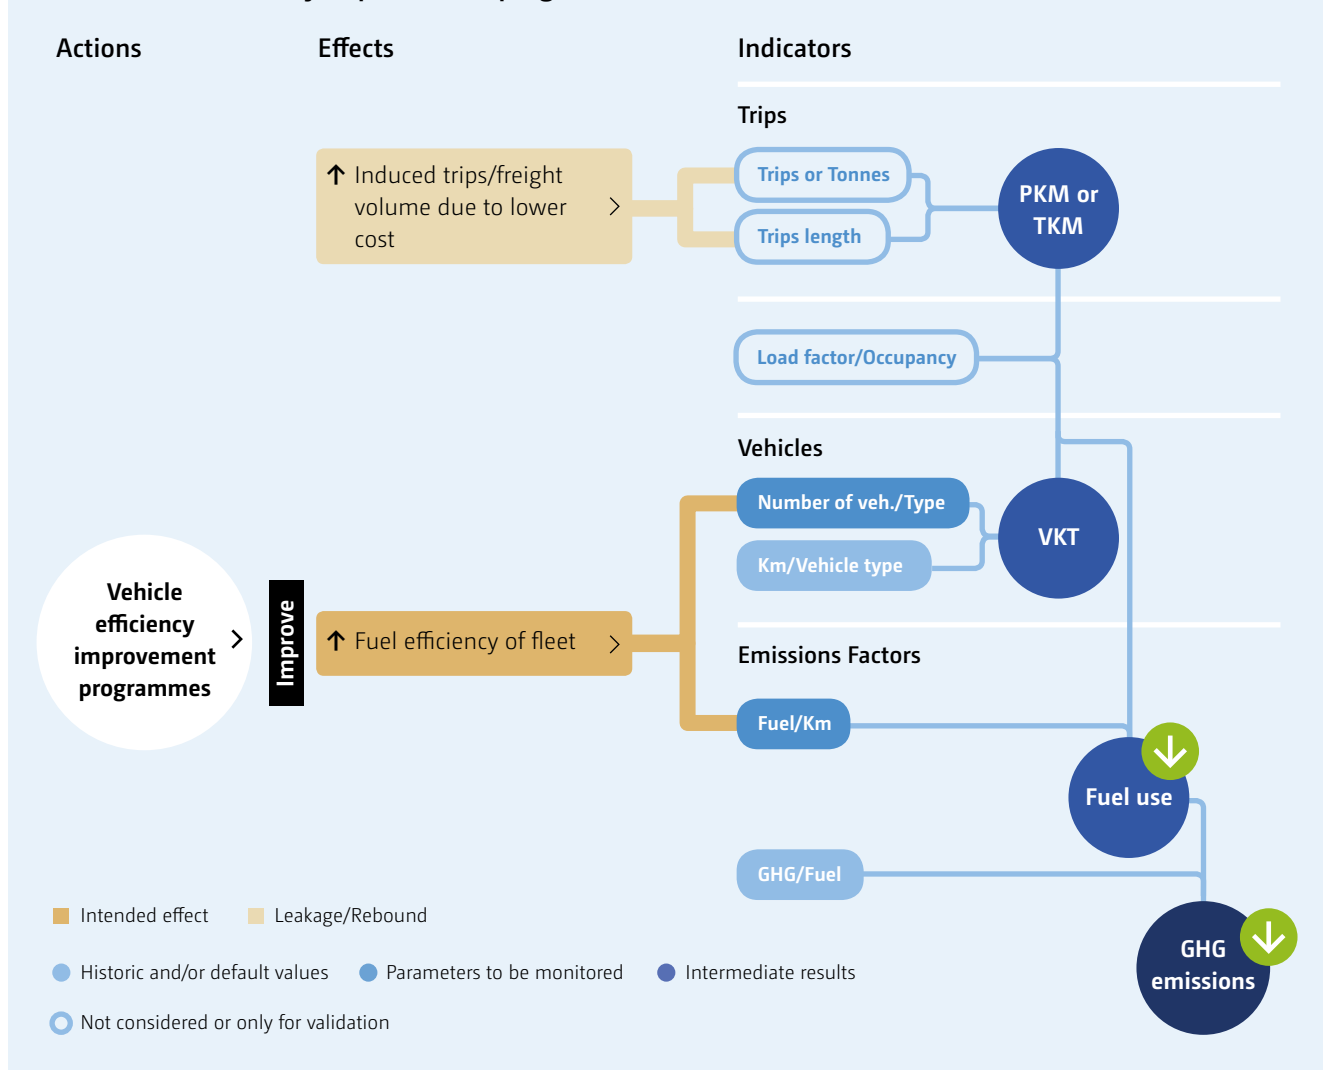 Actions
Effects
Indicators
Trips
↑ Induced trips/freight
volume due to lower
cost
Trips or Tonnes
Trips length
PKM or
TKM
Load factor/Occupancy
Vehicles
Number of veh./Type
Km/Vehicle type
VKT
Vehicle
efficiency
improvement
programmes
Improve
↑ Fuel efficiency of fleet
Emissions Factors
Fuel/Km
Fuel use
GHG/Fuel
GHG
emissions
Intended effect
Leakage/Rebound
Historic and/or default values
Parameters to be monitored
Intermediate results
Not considered or only for validation